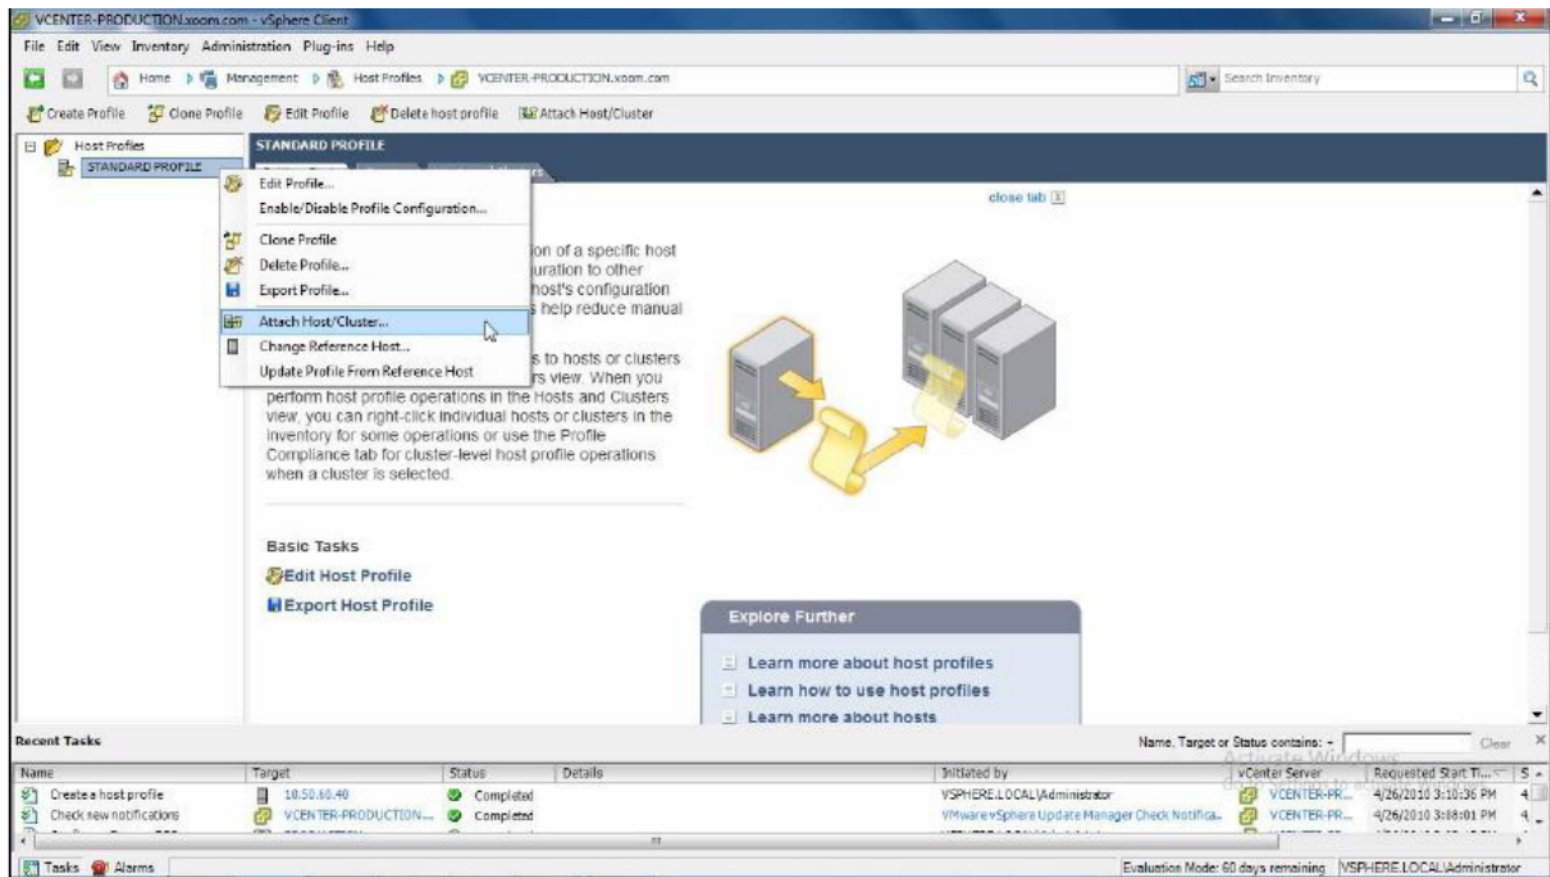 VCENTER-PRODUCTION.xoom.com - vSphere Client
File Edit View Inventory Administration Plug-ins Help
Home Management Host Profiles VCENTER-PRODUCTION.xoom.com
Search Inventory
Create Profile Clone Profile Edit Profile Delete host profile Attach Host/Cluster
Host Profiles
STANDARD PROFILE
STANDARD PROFILE
close tab
Edit Profile...
Enable/Disable Profile Configuration...
Clone Profile
Delete Profile...
Export Profile...
Attach Host/Cluster...
Change Reference Host...
Update Profile From Reference Host
ion of a specific host
uration to other
host's configuration
s help reduce manual
s to hosts or clusters
rs view. When you
perform host profile operations in the Hosts and Clusters
view, you can right-click individual hosts or clusters in the
inventory for some operations or use the Profile
Compliance tab for cluster-level host profile operations
when a cluster is selected.
Basic Tasks
Edit Host Profile
Export Host Profile
Explore Further
Learn more about host profiles
Learn how to use host profiles
Learn more about hosts
Recent Tasks
Name, Target or Status contains:
Clear
Activate Windows
Name Target Status Details Initiated by vCenter Server Requested Start Ti... S
Create a host profile 10.50.60.40 Completed VSPHERE.LOCAL\Administrator VCENTER-PR... 4/26/2010 3:10:36 PM 4
Check new notifications VCENTER-PRODUCTION... Completed VMware vSphere Update Manager Check Notifica... VCENTER-PR... 4/26/2010 3:08:01 PM 4
Tasks Alarms
Evaluation Mode: 60 days remaining VSPHERE.LOCAL\Administrator